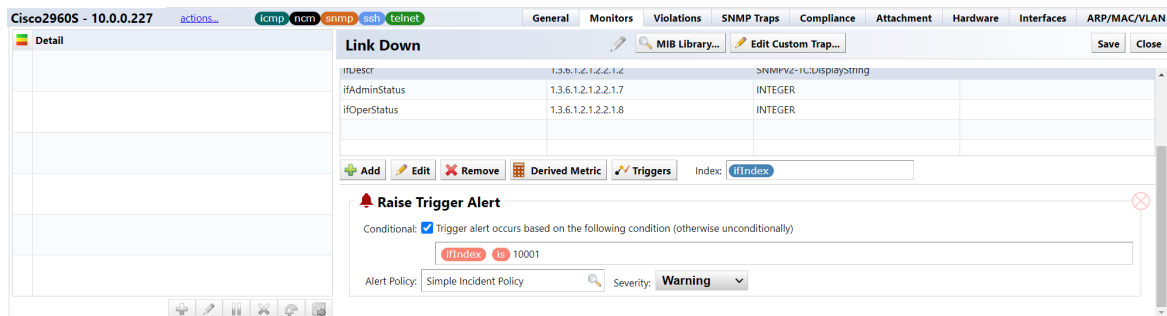 Cisco2960S - 10.0.0.227 actions... icmp ncm snmp ssh telnet General Monitors Violations SNMP Traps Compliance Attachment Hardware Interfaces ARP/MAC/VLAN
Detail
Link Down MIB Library... Edit Custom Trap... Save Close
ifDescr 1.3.6.1.2.1.2.2.1.2 SNMPv2-TC:DisplayString
ifAdminStatus 1.3.6.1.2.1.2.2.1.7 INTEGER
ifOperStatus 1.3.6.1.2.1.2.2.1.8 INTEGER
Add Edit Remove Derived Metric Triggers Index: ifIndex
Raise Trigger Alert
Conditional: Trigger alert occurs based on the following condition (otherwise unconditionally)
ifIndex is 10001
Alert Policy: Simple Incident Policy Severity: Warning